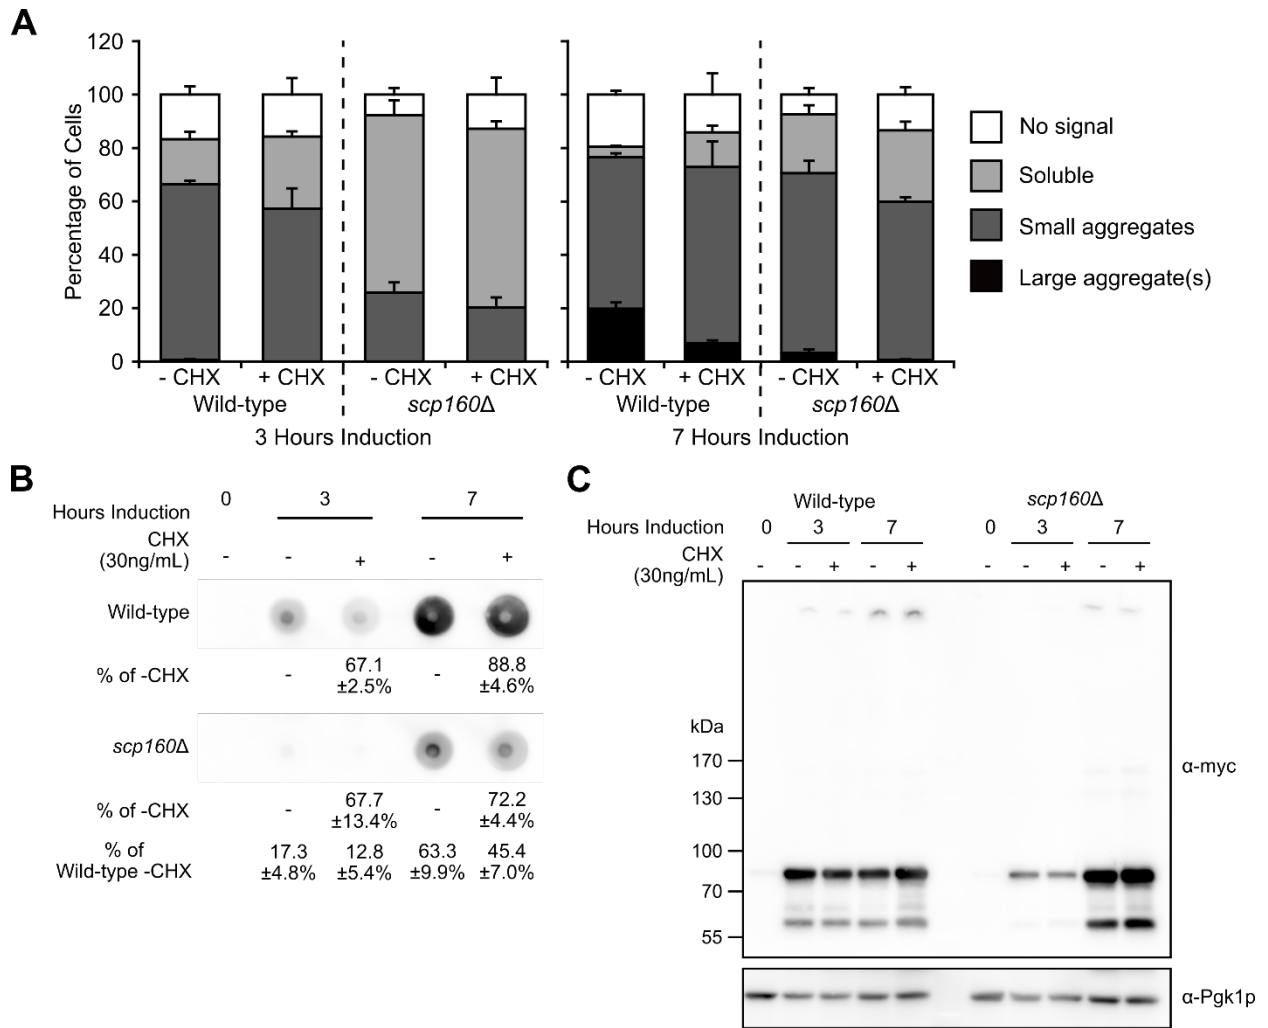 A
120
100
80
60
40
20
0
Percentage of Cells
- CHX + CHX - CHX + CHX - CHX + CHX - CHX + CHX
Wild-type scp160Δ Wild-type scp160Δ
3 Hours Induction 7 Hours Induction
No signal
Soluble
Small aggregates
Large aggregate(s)
B
0 3 7
Hours Induction
CHX
(30ng/mL) - - + - +
Wild-type
% of -CHX - 67.1 ±2.5% - 88.8 ±4.6%
scp160Δ
% of -CHX - 67.7 ±13.4% - 72.2 ±4.4%
% of 17.3 12.8 63.3 45.4
Wild-type -CHX ±4.8% ±5.4% ±9.9% ±7.0%
C
Wild-type scp160Δ
Hours Induction 0 3 7 0 3 7
CHX
(30ng/mL) - - + - + - - + - +
kDa
170
130
100
70
55
α-myc
α-Pgk1p